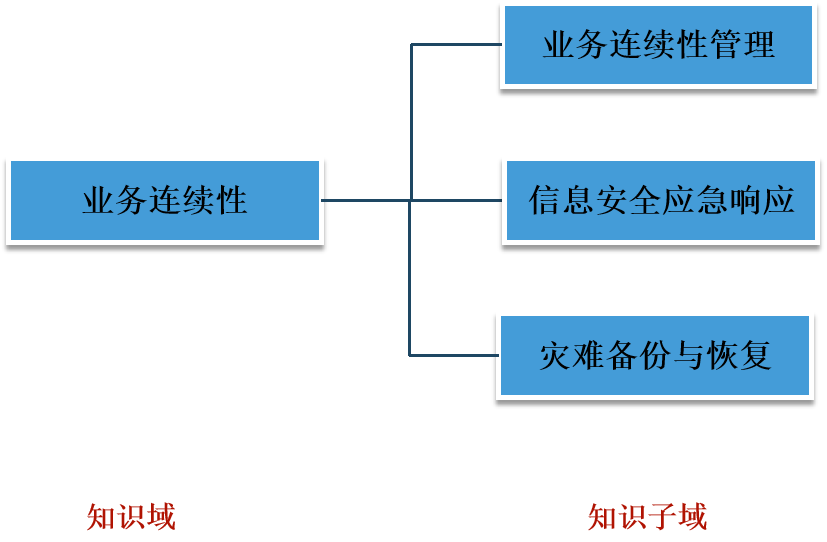 业务连续性管理
业务连续性
信息安全应急响应
灾难备份与恢复
知识域
知识子域